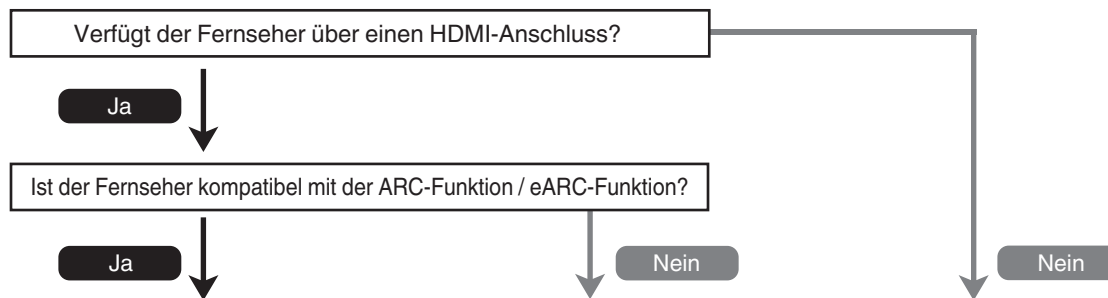 Verfügt der Fernseher über einen HDMI-Anschluss?
Ja
Ist der Fernseher kompatibel mit der ARC-Funktion / eARC-Funktion?
Ja
Nein
Nein